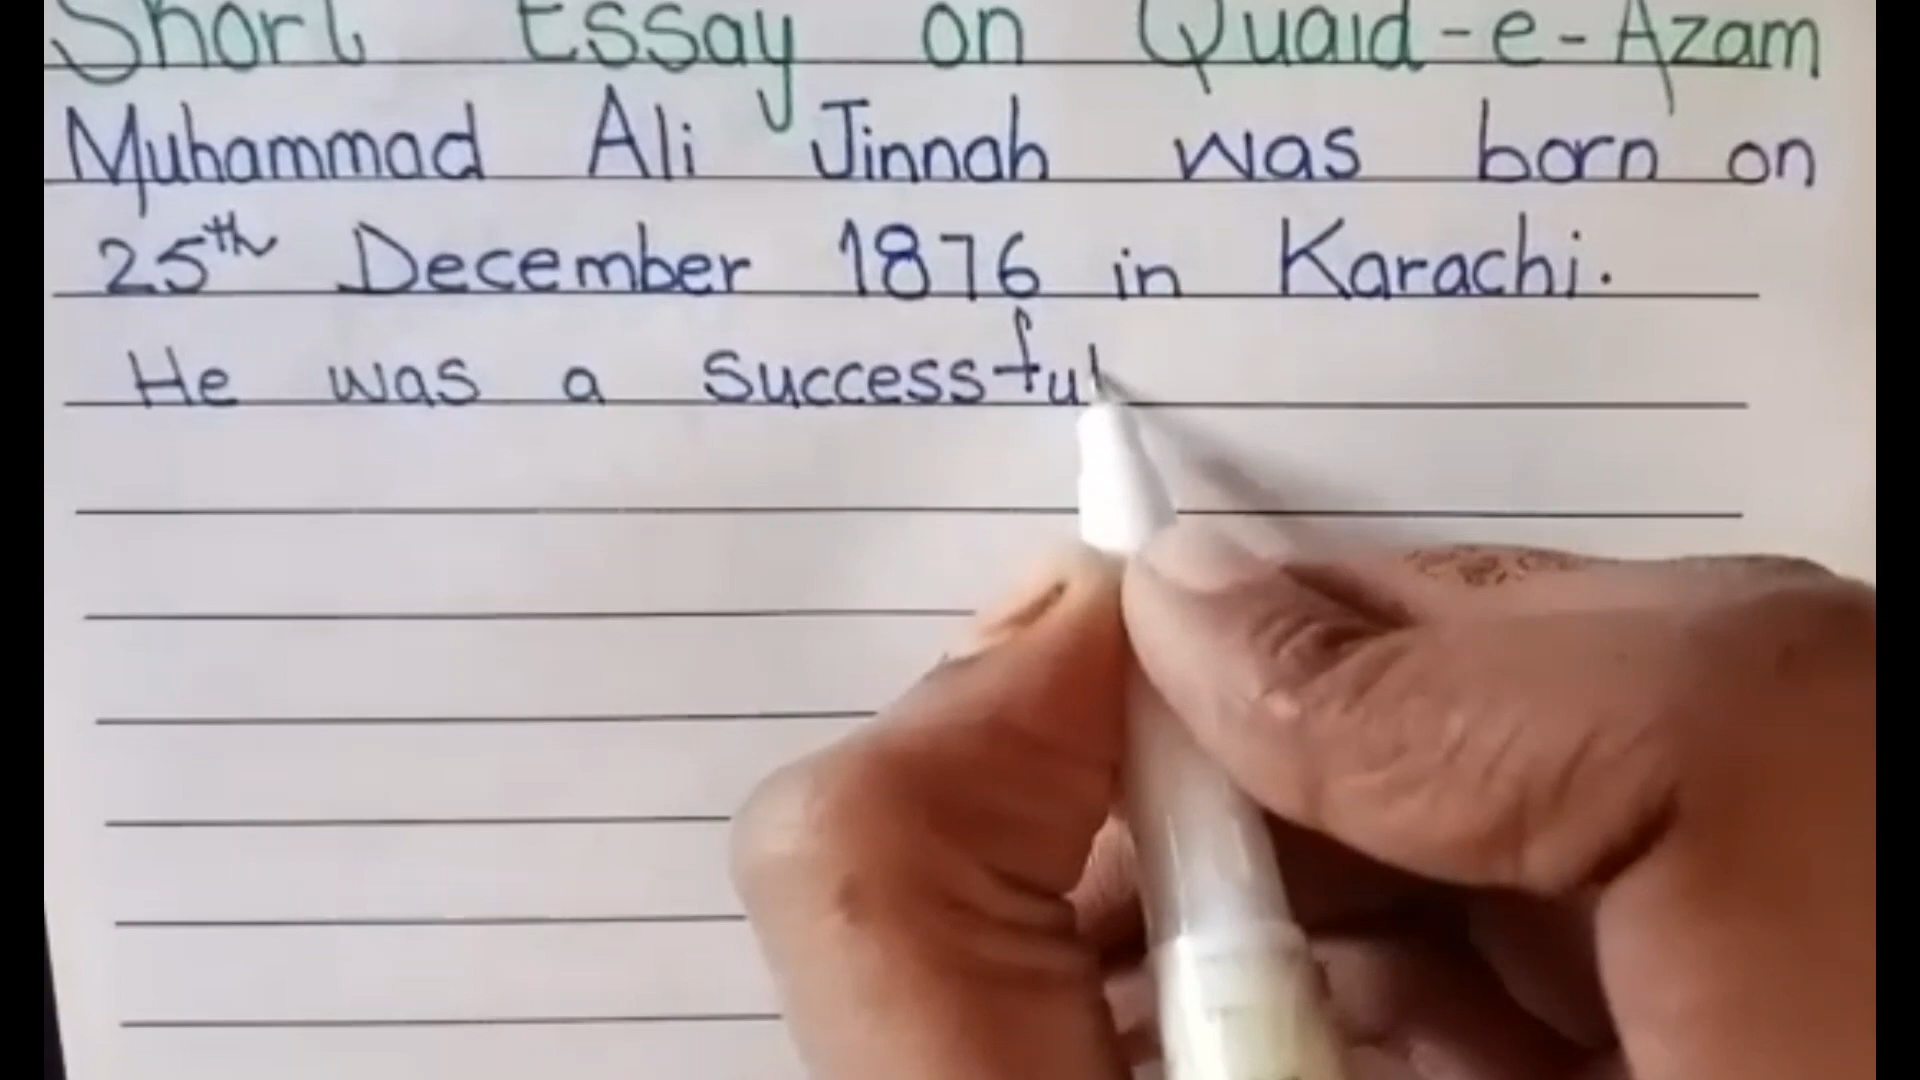 Short Essay on Quaid-e-Azam
Muhammad Ali Jinnah was born on
25th December 1876 in Karachi.
He was a successful